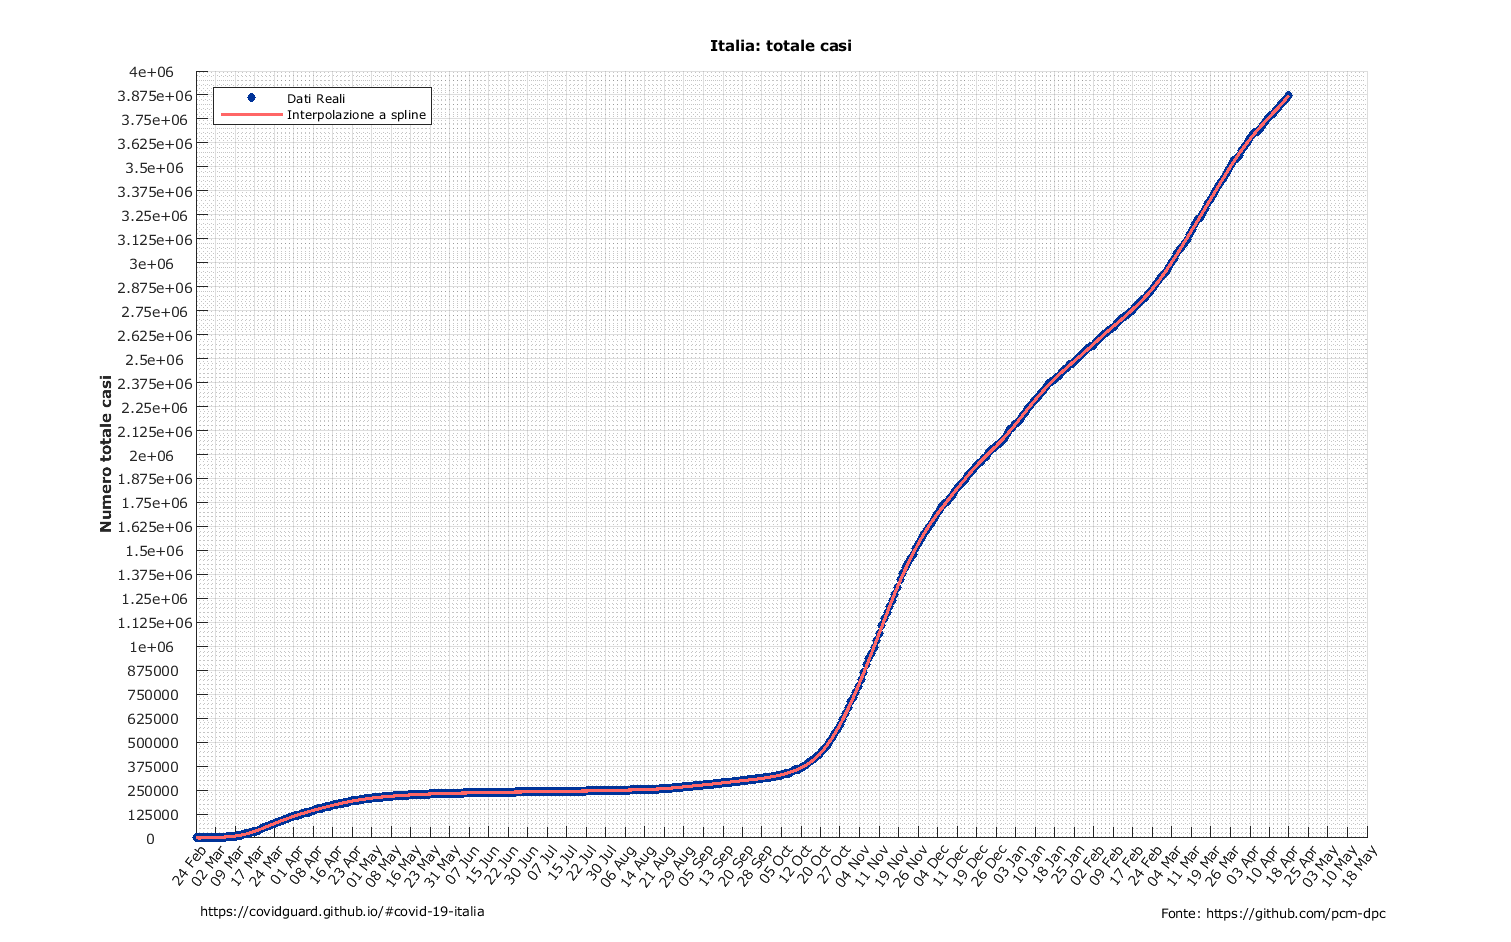 Italia: totale casi
4e+06
3.875e+06
3.75e+06
3.625e+06
3.5e+06
3.375e+06
3.25e+06
3.125e+06
3e+06
2.875e+06
2.75e+06
2.625e+06
2.5e+06
2.375e+06
2.25e+06
2.125e+06
2e+06
1.875e+06
1.75e+06
1.625e+06
1.5e+06
1.375e+06
1.25e+06
1.125e+06
1e+06
875000
750000
625000
500000
375000
250000
125000
0
Numero totale casi
Dati Reali
Interpolazione a spline
24 Feb
02 Mar
09 Mar
17 Mar
24 Mar
01 Apr
08 Apr
16 Apr
23 Apr
01 May
08 May
16 May
23 May
31 May
07 Jun
15 Jun
22 Jun
30 Jun
07 Jul
15 Jul
22 Jul
30 Jul
06 Aug
14 Aug
21 Aug
29 Aug
05 Sep
13 Sep
20 Sep
28 Sep
05 Oct
12 Oct
20 Oct
27 Oct
04 Nov
11 Nov
19 Nov
26 Nov
04 Dec
11 Dec
19 Dec
26 Dec
03 Jan
10 Jan
18 Jan
25 Jan
02 Feb
09 Feb
17 Feb
24 Feb
04 Mar
11 Mar
19 Mar
26 Mar
03 Apr
10 Apr
18 Apr
25 Apr
03 May
10 May
18 May
https://covidguard.github.io/#covid-19-italia
Fonte: https://github.com/pcm-dpc